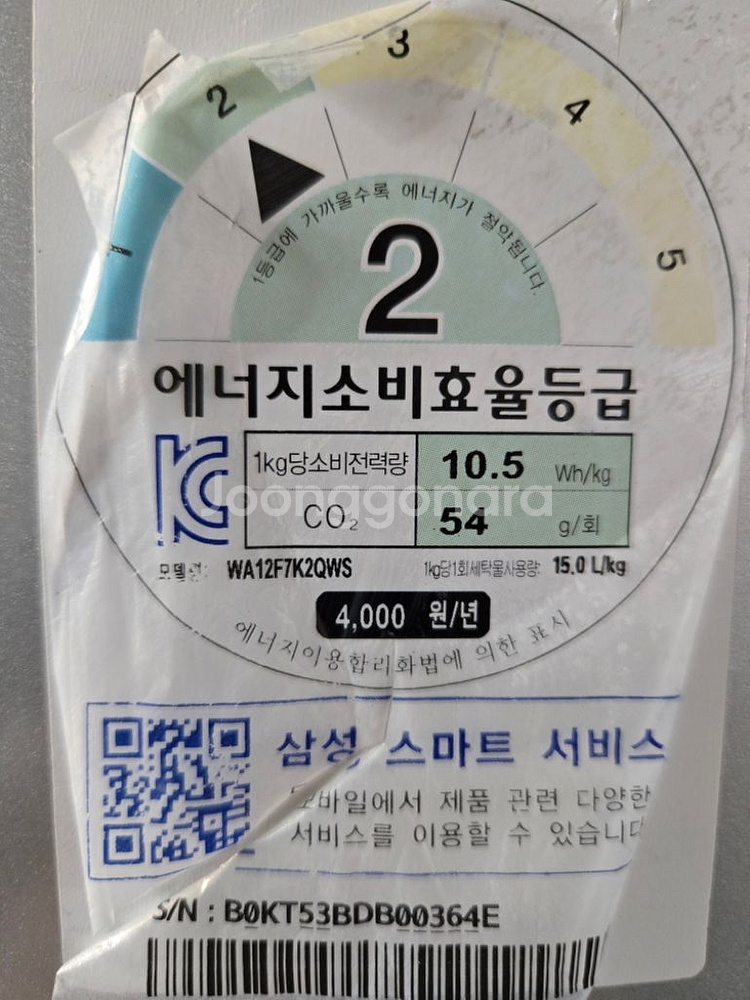 3
2
4
1
5
1등급에 가까울수록 에너지가 절약됩니다.
2
에너지소비효율등급
1kg당소비전력량 10.5 Wh/kg
CO₂ 54 g/회
Joonggonara
모델명: WA12F7K2QWS 1kg당1회세탁물사용량: 15.0 L/kg
4,000 원/년
에너지이용합리화법에 의한 표시
삼성 스마트 서비스
모바일에서 제품 관련 다양한
서비스를 이용할 수 있습니다
S/N : B0KT53BDB00364E